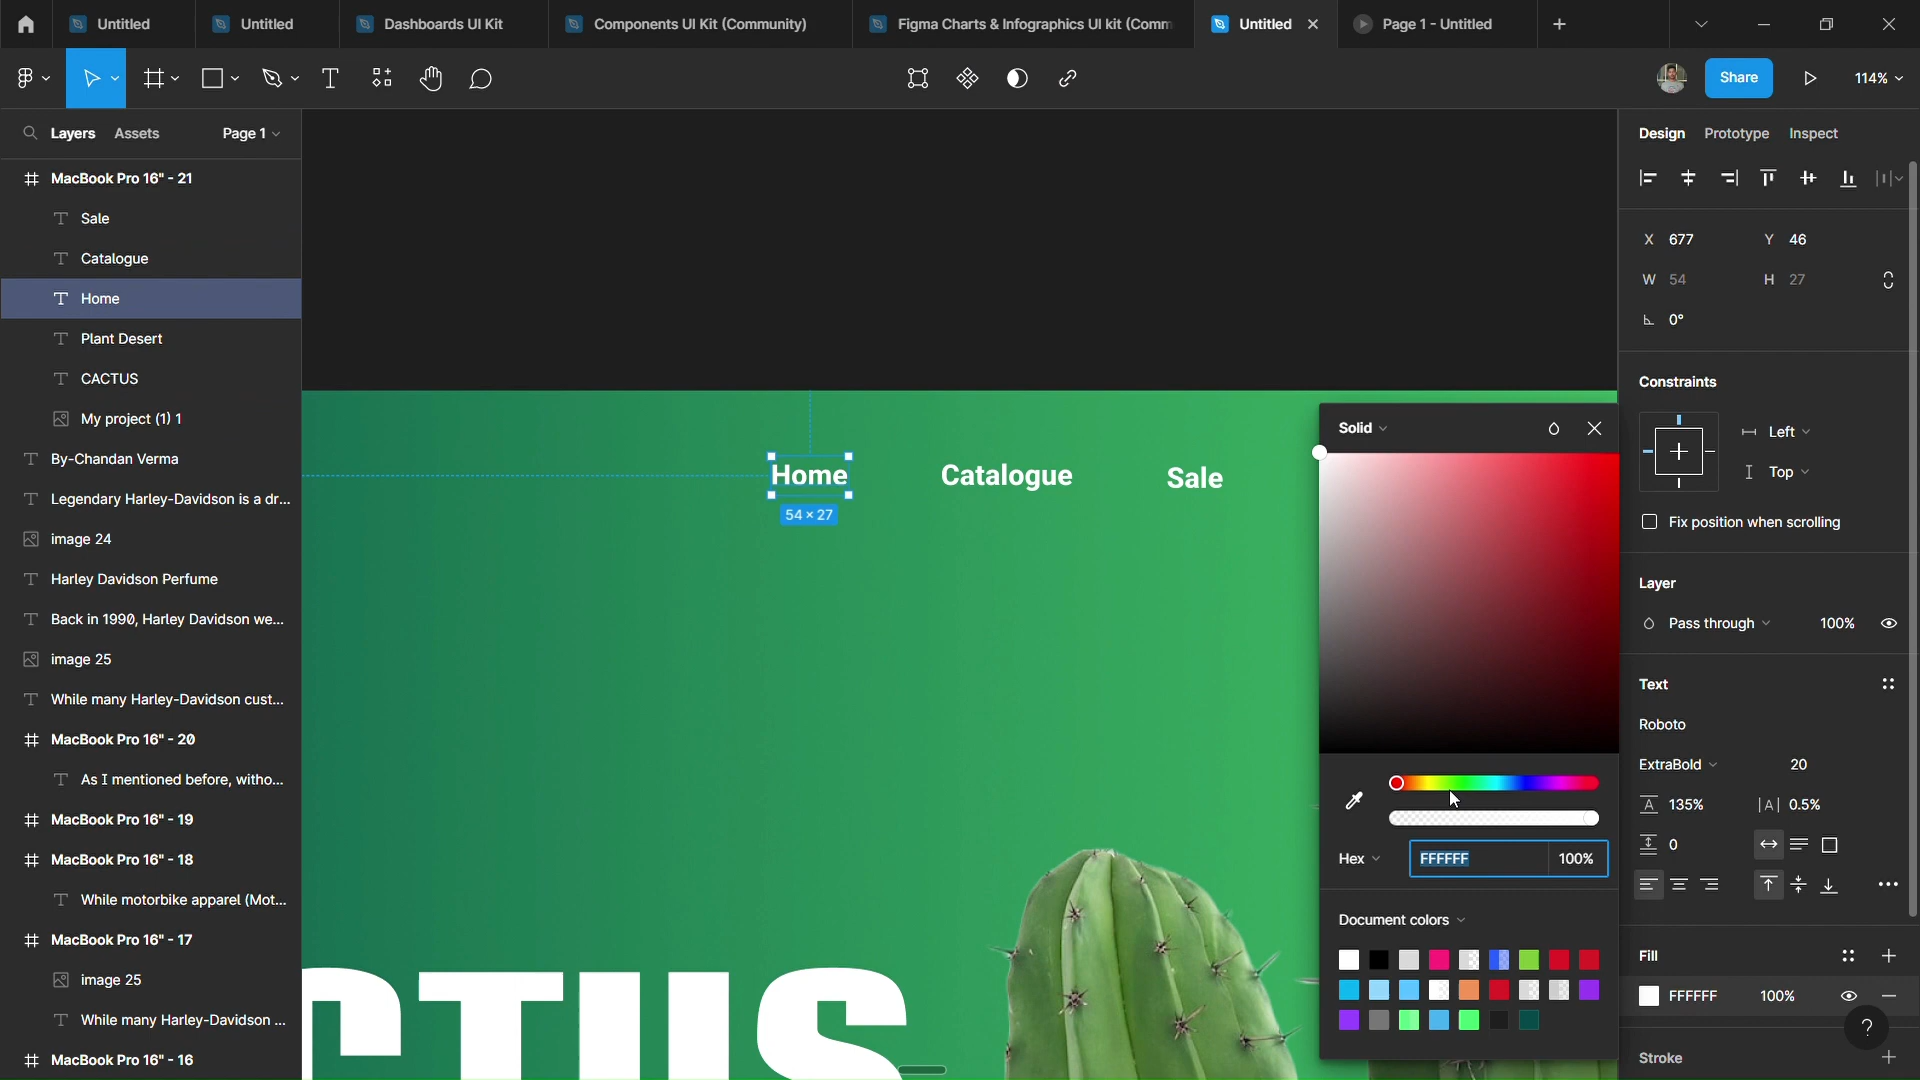 Untitled
Untitled
Dashboards UI Kit
Components UI Kit (Community)
Figma Charts & Infographics UI kit (Comm
Untitled
Page 1 - Untitled
Share
114%
Layers
Assets
Page 1
MacBook Pro 16" - 21
Sale
Catalogue
Home
Plant Desert
CACTUS
My project (1) 1
By-Chandan Verma
Legendary Harley-Davidson is a dr...
image 24
Harley Davidson Perfume
Back in 1990, Harley Davidson we...
image 25
While many Harley-Davidson cust...
MacBook Pro 16" - 20
As I mentioned before, witho...
MacBook Pro 16" - 19
MacBook Pro 16" - 18
While motorbike apparel (Mot...
MacBook Pro 16" - 17
image 25
While many Harley-Davidson ...
MacBook Pro 16" - 16
Home
Catalogue
Sale
54 × 27
CTUS
Solid
Hex
FFFFFF
100%
Document colors
Design
Prototype
Inspect
X 677
Y 46
W 54
H 27
0°
Constraints
Left
Top
Fix position when scrolling
Layer
Pass through
100%
Text
Roboto
ExtraBold
20
A 135%
|A| 0.5%
0
Fill
FFFFFF
100%
?
Stroke